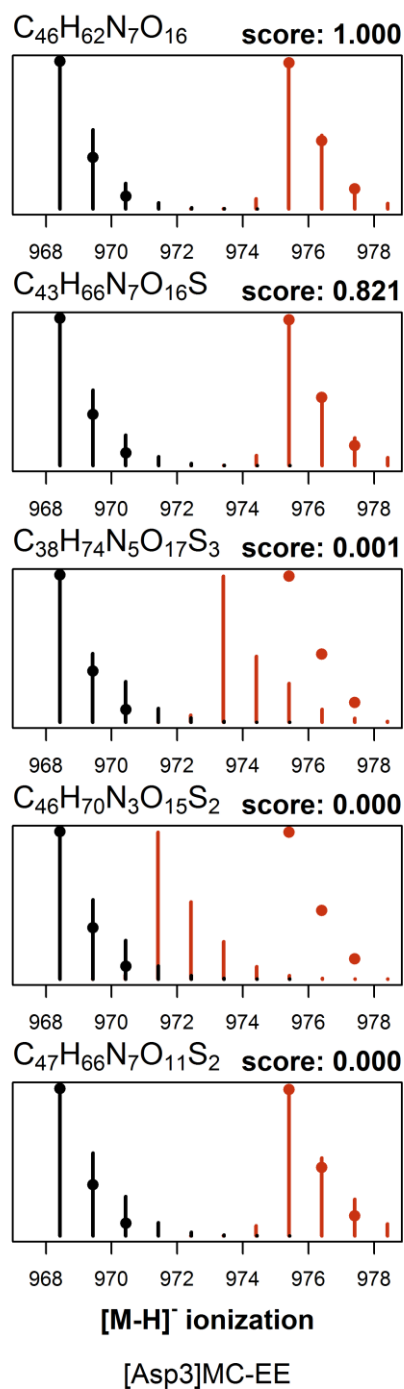 C₄₆H₆₂N₇O₁₆ score: 1.000
968 970 972 974 976 978
C₄₃H₆₆N₇O₁₆S score: 0.821
968 970 972 974 976 978
C₃₈H₇₄N₅O₁₇S₃ score: 0.001
968 970 972 974 976 978
C₄₆H₇₀N₃O₁₅S₂ score: 0.000
968 970 972 974 976 978
C₄₇H₆₆N₇O₁₁S₂ score: 0.000
968 970 972 974 976 978
[M-H]⁻ ionization
[Asp3]MC-EE